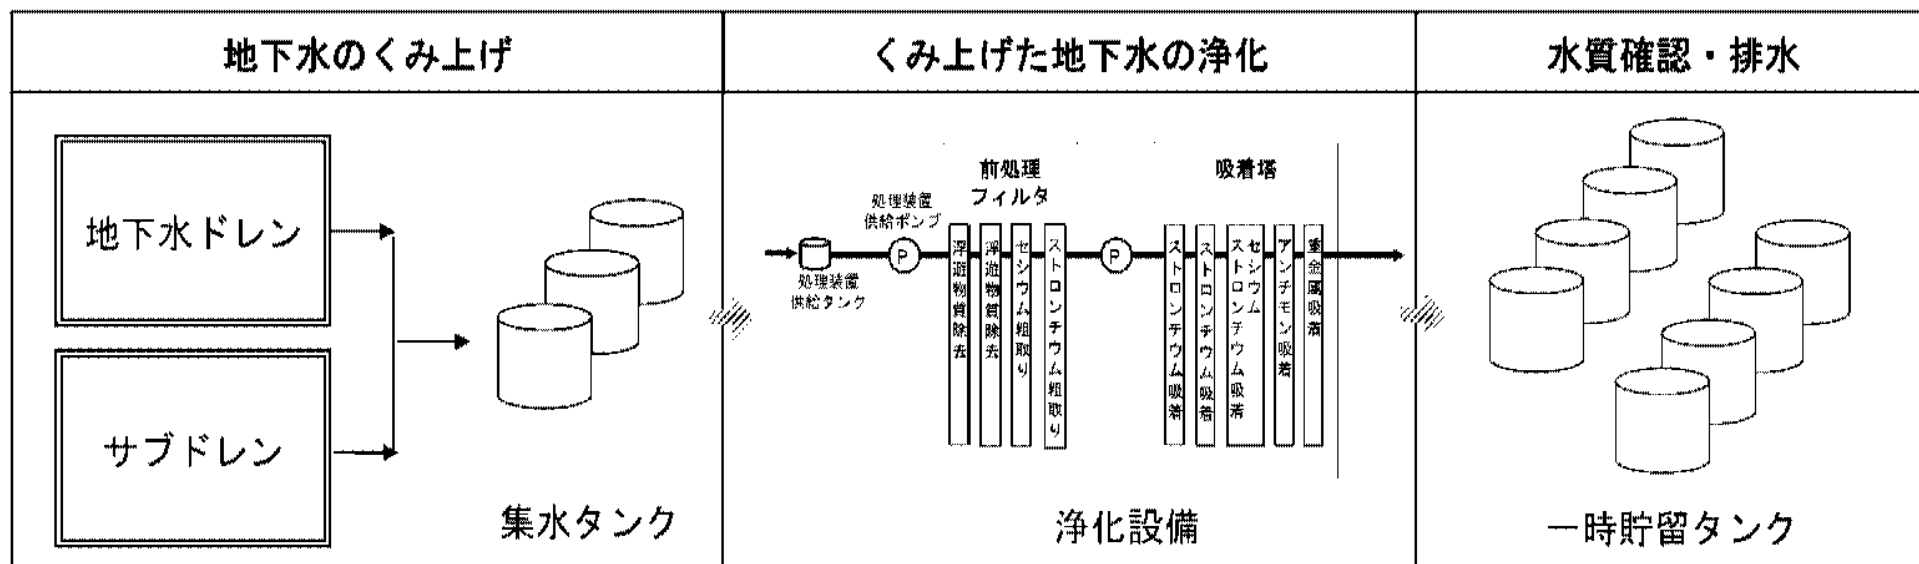 地下水のくみ上げ
くみ上げた地下水の浄化
水質確認・排水
地下水ドレン
サブドレン
集水タンク
処理装置
供給タンク
処理装置
供給ポンプ
P
前処理
フィルタ
浮遊物質除去
浮遊物質除去
セシウム粗取り
ストロンチウム粗取り
P
吸着塔
ストロンチウム吸着
ストロンチウム吸着
セシウム
ストロンチウム吸着
アンチモン吸着
重金属吸着
浄化設備
一時貯留タンク